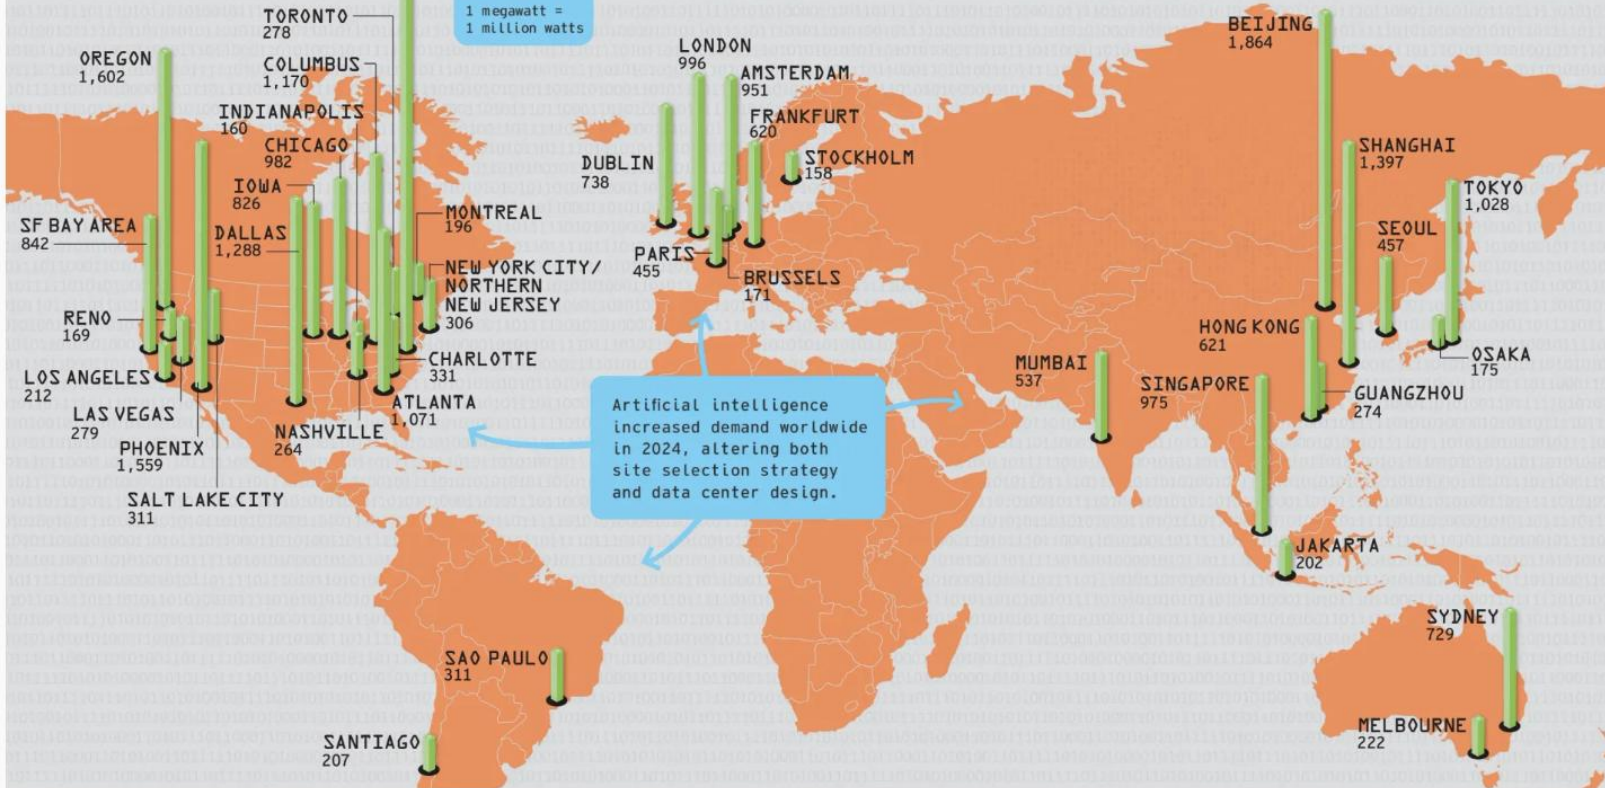 1 megawatt =
1 million watts
TORONTO
278
OREGON
1,602
COLUMBUS
1,170
INDIANAPOLIS
160
CHICAGO
982
IOWA
826
SF BAY AREA
842
DALLAS
1,288
MONTREAL
196
NEW YORK CITY/
NORTHERN
NEW JERSEY
306
RENO
169
CHARLOTTE
331
LOS ANGELES
212
ATLANTA
1,071
LAS VEGAS
279
NASHVILLE
264
PHOENIX
1,559
SALT LAKE CITY
311
LONDON
996
AMSTERDAM
951
FRANKFURT
620
DUBLIN
738
STOCKHOLM
158
PARIS
455
BRUSSELS
171
Artificial intelligence
increased demand worldwide
in 2024, altering both
site selection strategy
and data center design.
BEIJING
1,864
SHANGHAI
1,397
TOKYO
1,028
SEOUL
457
HONG KONG
621
OSAKA
175
MUMBAI
537
SINGAPORE
975
GUANGZHOU
274
JAKARTA
202
SYDNEY
729
MELBOURNE
222
SAO PAULO
311
SANTIAGO
207